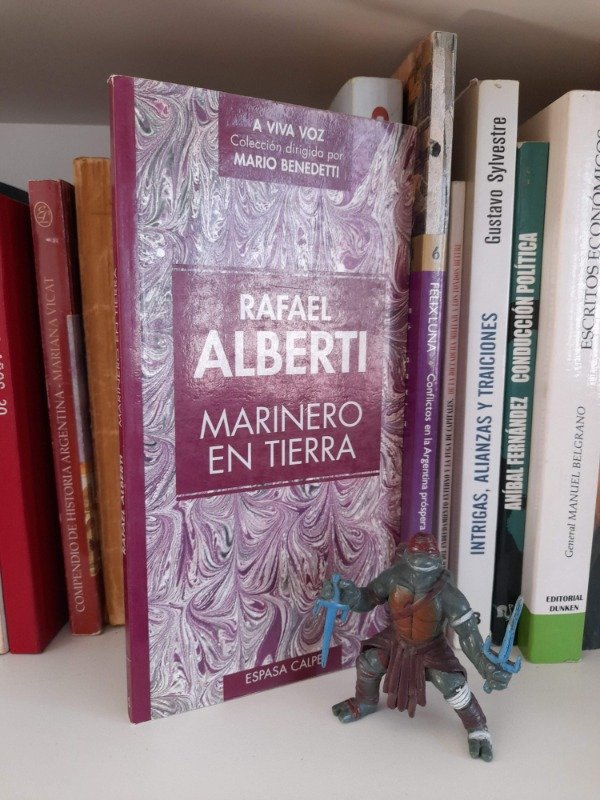 A VIVA VOZ
Colección dirigida por
MARIO BENEDETTI
RAFAEL
ALBERTI
MARINERO
EN TIERRA
ESPASA CALPE
COMPENDIO DE HISTORIA ARGENTINA - MARIANA VICAT
6
FÉLIX LUNA
Conflictos en la Argentina próspera
INTRIGAS, ALIANZAS Y TRAICIONES
Gustavo Sylvestre
ANÍBAL FERNÁNDEZ
CONDUCCIÓN POLÍTICA
General MANUEL BELGRANO
ESCRITOS ECONÓMICOS
EDITORIAL
DUNKEN